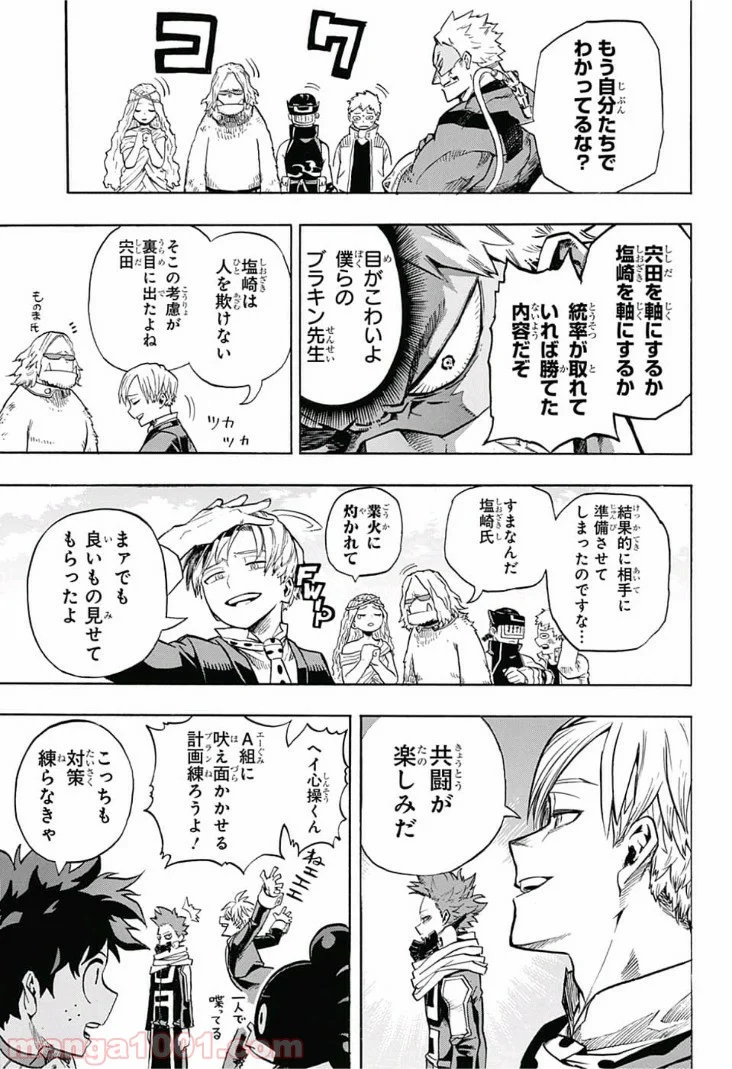 もう自分たちで
わかってるな？
コク
宍田を軸にするか
塩崎を軸にするか
統率が取れて
いれば勝てた
内容だぞ
目がこわいよ
僕らの
ブラキン先生
塩崎は
人を欺けない
そこの考慮が
裏目に出たよね
宍田
ツカ
ツカ
ものま氏
結果的に相手に
準備させて
しまったのですな…
すまなんだ
塩崎氏
業火に
灼かれて
FWIP
まァでも
良いもの見せて
もらったよ
共闘が
楽しみだ
ヘイ心操くん
A組に
吠え面かかせる
計画練ろうよ！
ねェェェ
一人で
喋ってる
こっちも
対策
練らなきゃ
manga1001.com